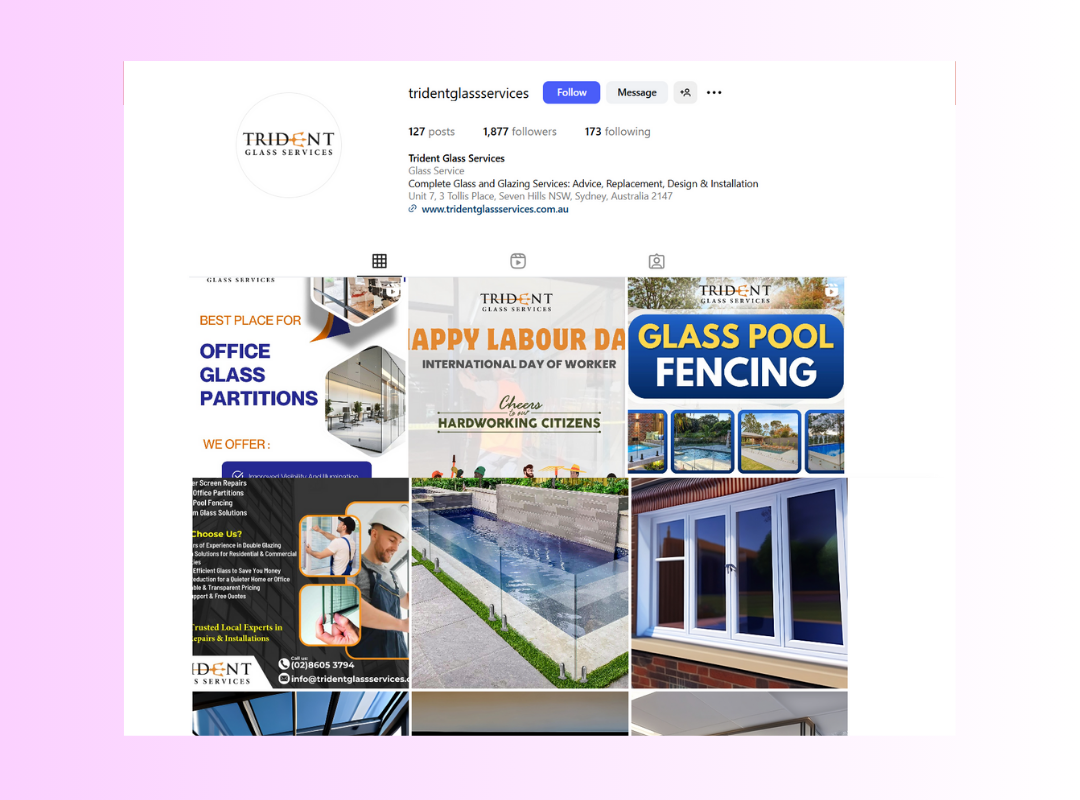 tridentglassservices Follow Message
127 posts 1,877 followers 173 following
Trident Glass Services
Glass Service
Complete Glass and Glazing Services: Advice, Replacement, Design & Installation
Unit 7, 3 Tollis Place, Seven Hills NSW, Sydney, Australia 2147
www.tridentglassservices.com.au
TRIDENT
GLASS SERVICES
GLASS SERVICES
BEST PLACE FOR
OFFICE
GLASS
PARTITIONS
WE OFFER :
Improved Visibility And Illumination
TRIDENT
GLASS SERVICES
APPY LABOUR DA
INTERNATIONAL DAY OF WORKER
Cheers
to our
HARDWORKING CITIZENS
TRIDENT
GLASS SERVICES
GLASS POOL
FENCING
er Screen Repairs
Office Partitions
Pool Fencing
m Glass Solutions
Choose Us?
rs of Experience in Double Glazing
Solutions for Residential & Commercial
ies
Efficient Glass to Save You Money
eduction for a Quieter Home or Office
ble & Transparent Pricing
pport & Free Quotes
Trusted Local Experts in
epairs & Installations
IDENT
S SERVICES
Call us:
(02)8605 3794
info@tridentglassservices.c